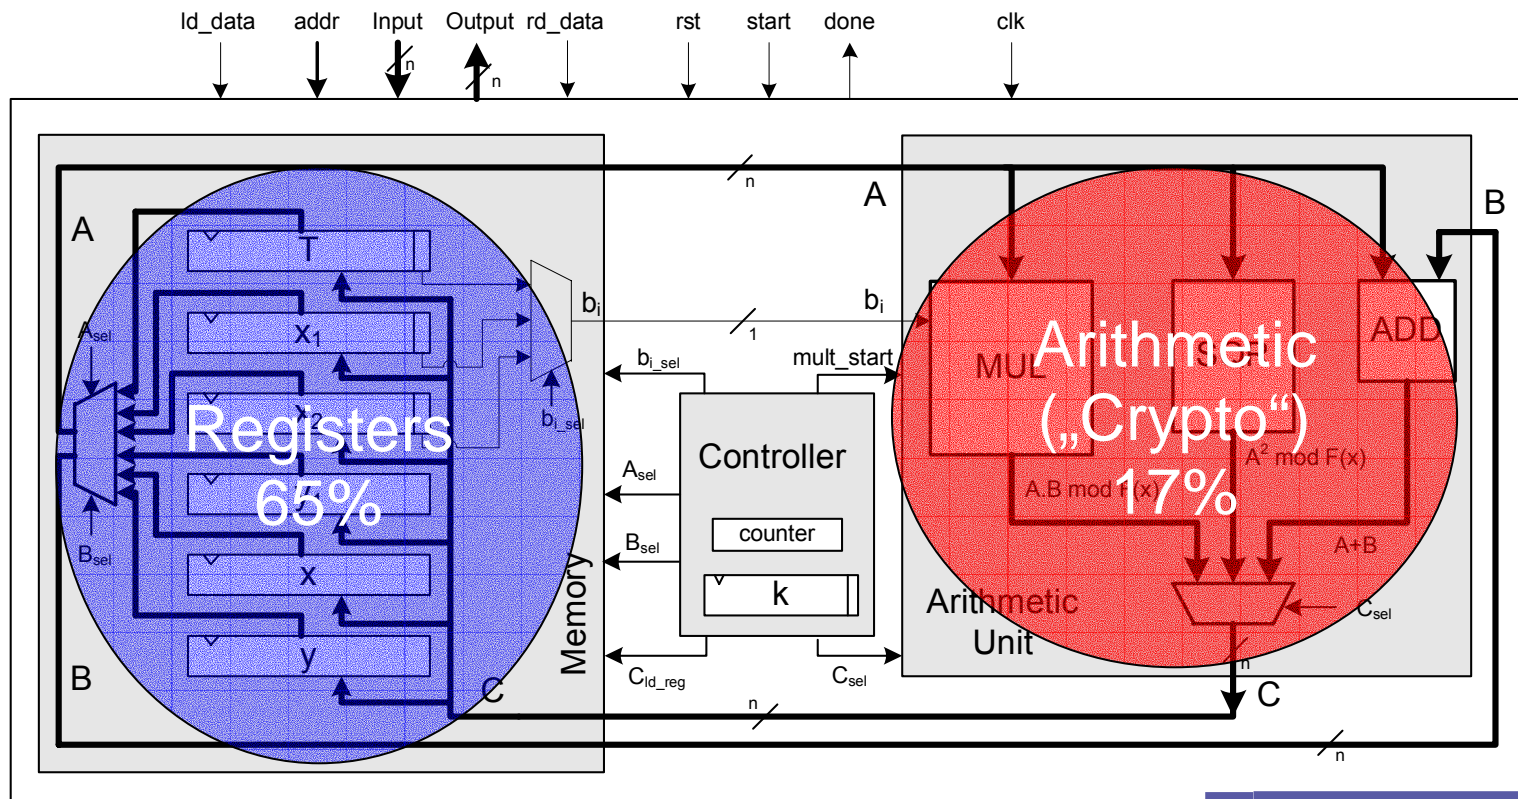 ld_data addr Input Output rd_data rst start done clk
n n
n
A A B
T
x1
Asel
bi bi
1
bi_sel mult_start
MUL SQR ADD
Arithmetic
(„Crypto“)
17%
x2
bi_sel
Registers
65%
Controller
A² mod F(x)
A.B mod F(x)
A+B
Asel
y1
Bsel
Bsel
counter
x
k
Memory
Arithmetic
Unit
Csel
y
B
Cld_reg Csel
n
C C
n
n